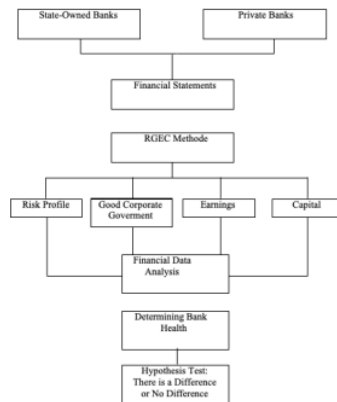 State-Owned Banks
Private Banks
Financial Statements
RGEC Methode
Risk Profile
Good Corporate
Goverment
Earnings
Capital
Financial Data
Analysis
Determining Bank
Health
Hypothesis Test:
There is a Difference
or No Difference